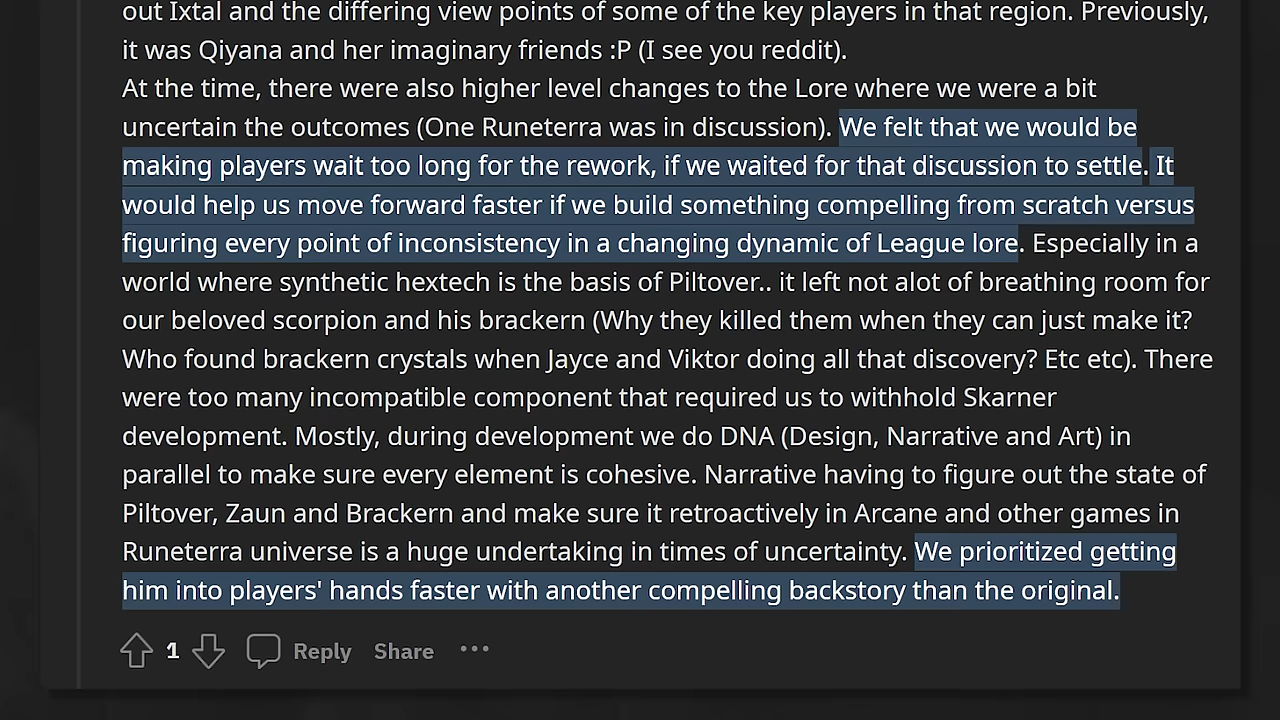 out Ixtal and the differing view points of some of the key players in that region. Previously,
it was Qiyana and her imaginary friends :P (I see you reddit).
At the time, there were also higher level changes to the Lore where we were a bit
uncertain the outcomes (One Runeterra was in discussion). We felt that we would be
making players wait too long for the rework, if we waited for that discussion to settle. It
would help us move forward faster if we build something compelling from scratch versus
figuring every point of inconsistency in a changing dynamic of League lore. Especially in a
world where synthetic hextech is the basis of Piltover.. it left not alot of breathing room for
our beloved scorpion and his brackern (Why they killed them when they can just make it?
Who found brackern crystals when Jayce and Viktor doing all that discovery? Etc etc). There
were too many incompatible component that required us to withhold Skarner
development. Mostly, during development we do DNA (Design, Narrative and Art) in
parallel to make sure every element is cohesive. Narrative having to figure out the state of
Piltover, Zaun and Brackern and make sure it retroactively in Arcane and other games in
Runeterra universe is a huge undertaking in times of uncertainty. We prioritized getting
him into players' hands faster with another compelling backstory than the original.
1 Reply Share •••